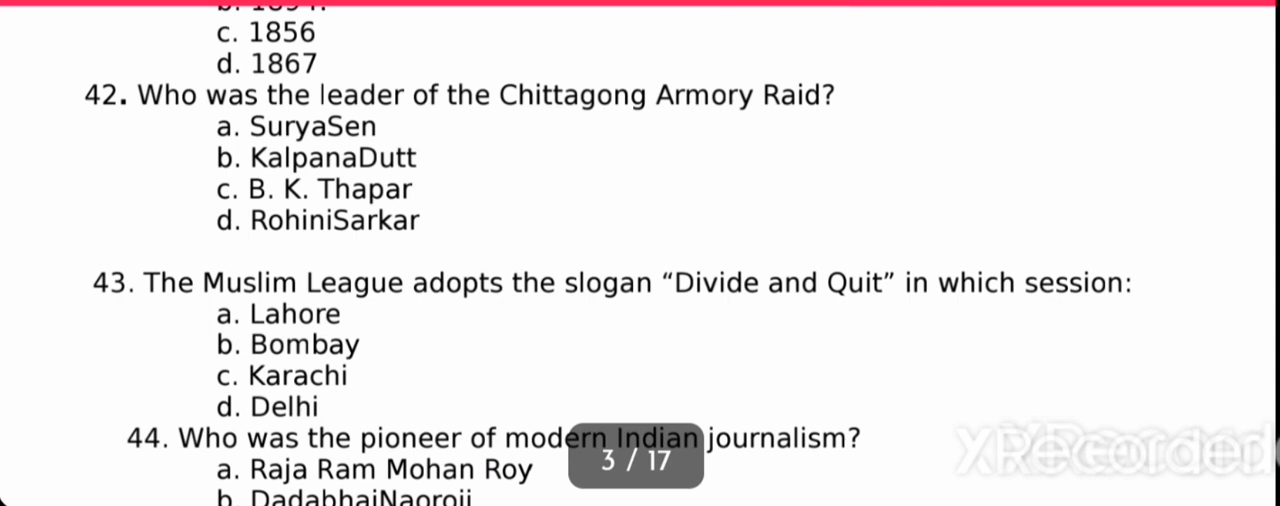 c. 1856
d. 1867
42. Who was the leader of the Chittagong Armory Raid?
a. SuryaSen
b. KalpanaDutt
c. B. K. Thapar
d. RohiniSarkar
43. The Muslim League adopts the slogan “Divide and Quit” in which session:
a. Lahore
b. Bombay
c. Karachi
d. Delhi
44. Who was the pioneer of modern Indian journalism?
a. Raja Ram Mohan Roy
3 / 17
XRecorded
b. DadabhaiNaoroji